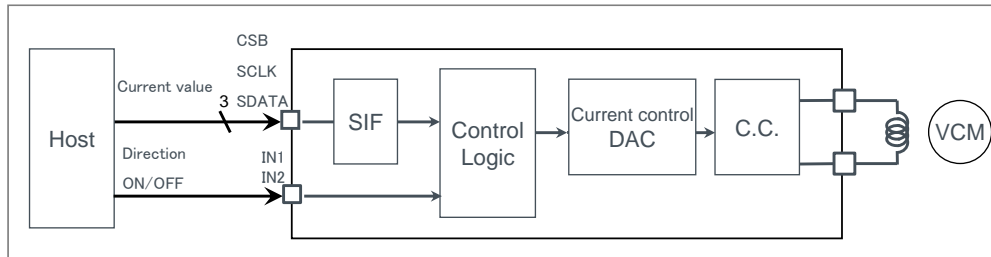 CSB
SCLK
Current value
3
SDATA
Host
SIF
Control
Logic
Current control
DAC
C.C.
VCM
Direction
ON/OFF
IN1
IN2